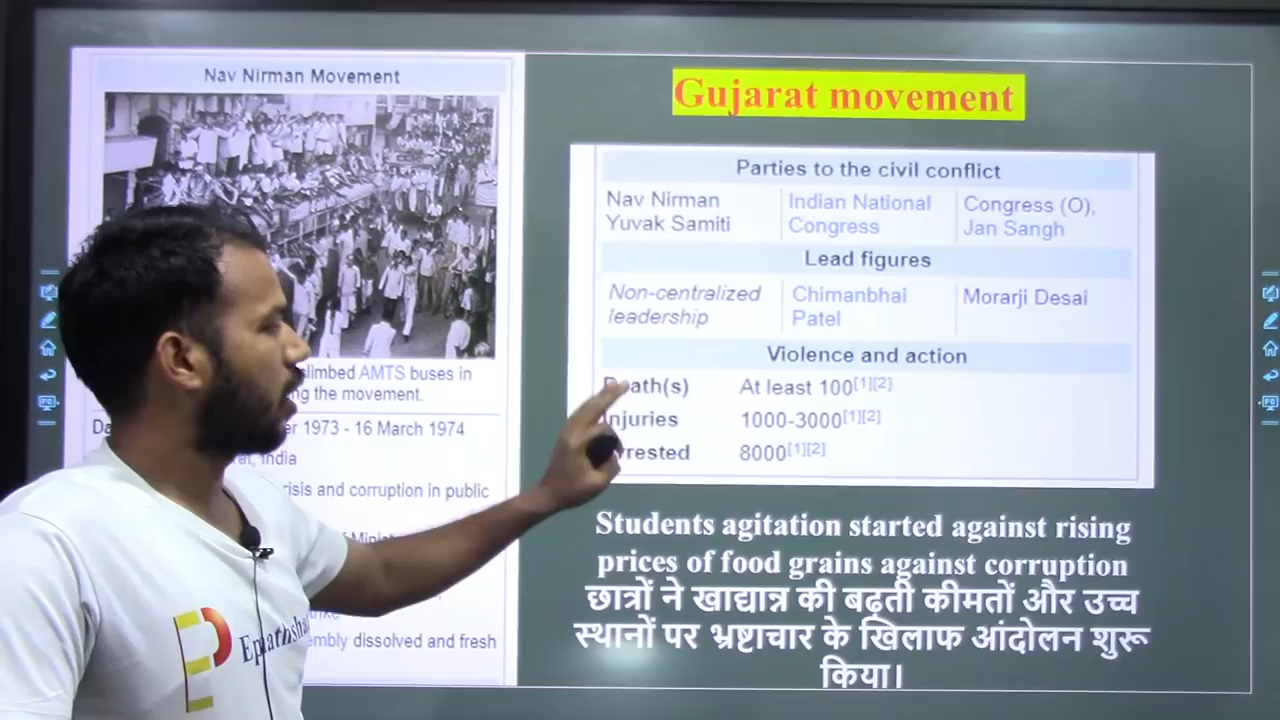 Nav Nirman Movement
climbed AMTS buses in
the movement.
1973 - 16 March 1974
India
and corruption in public
dissolved and fresh
Gujarat movement
Parties to the civil conflict
Nav Nirman Yuvak Samiti
Indian National Congress
Congress (O), Jan Sangh
Lead figures
Non-centralized leadership
Chimanbhai Patel
Morarji Desai
Violence and action
Death(s) At least 100[1][2]
Injuries 1000-3000[1][2]
Arrested 8000[1][2]
Students agitation started against rising
prices of food grains against corruption
छात्रों ने खाद्यान्न की बढ़ती कीमतों और उच्च
स्थानों पर भ्रष्टाचार के खिलाफ आंदोलन शुरू
किया।